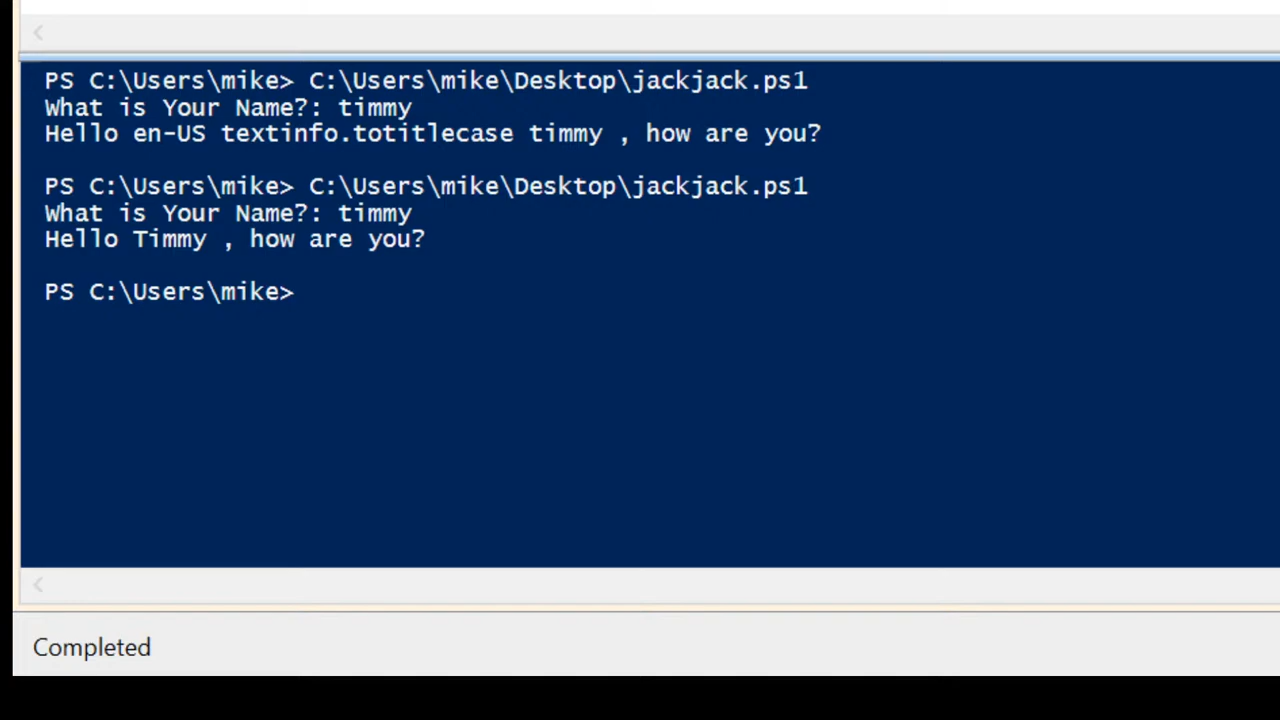 PS C:\Users\mike> C:\Users\mike\Desktop\jackjack.ps1
What is Your Name?: timmy
Hello en-US textinfo.totitlecase timmy , how are you?
PS C:\Users\mike> C:\Users\mike\Desktop\jackjack.ps1
What is Your Name?: timmy
Hello Timmy , how are you?
PS C:\Users\mike>
Completed